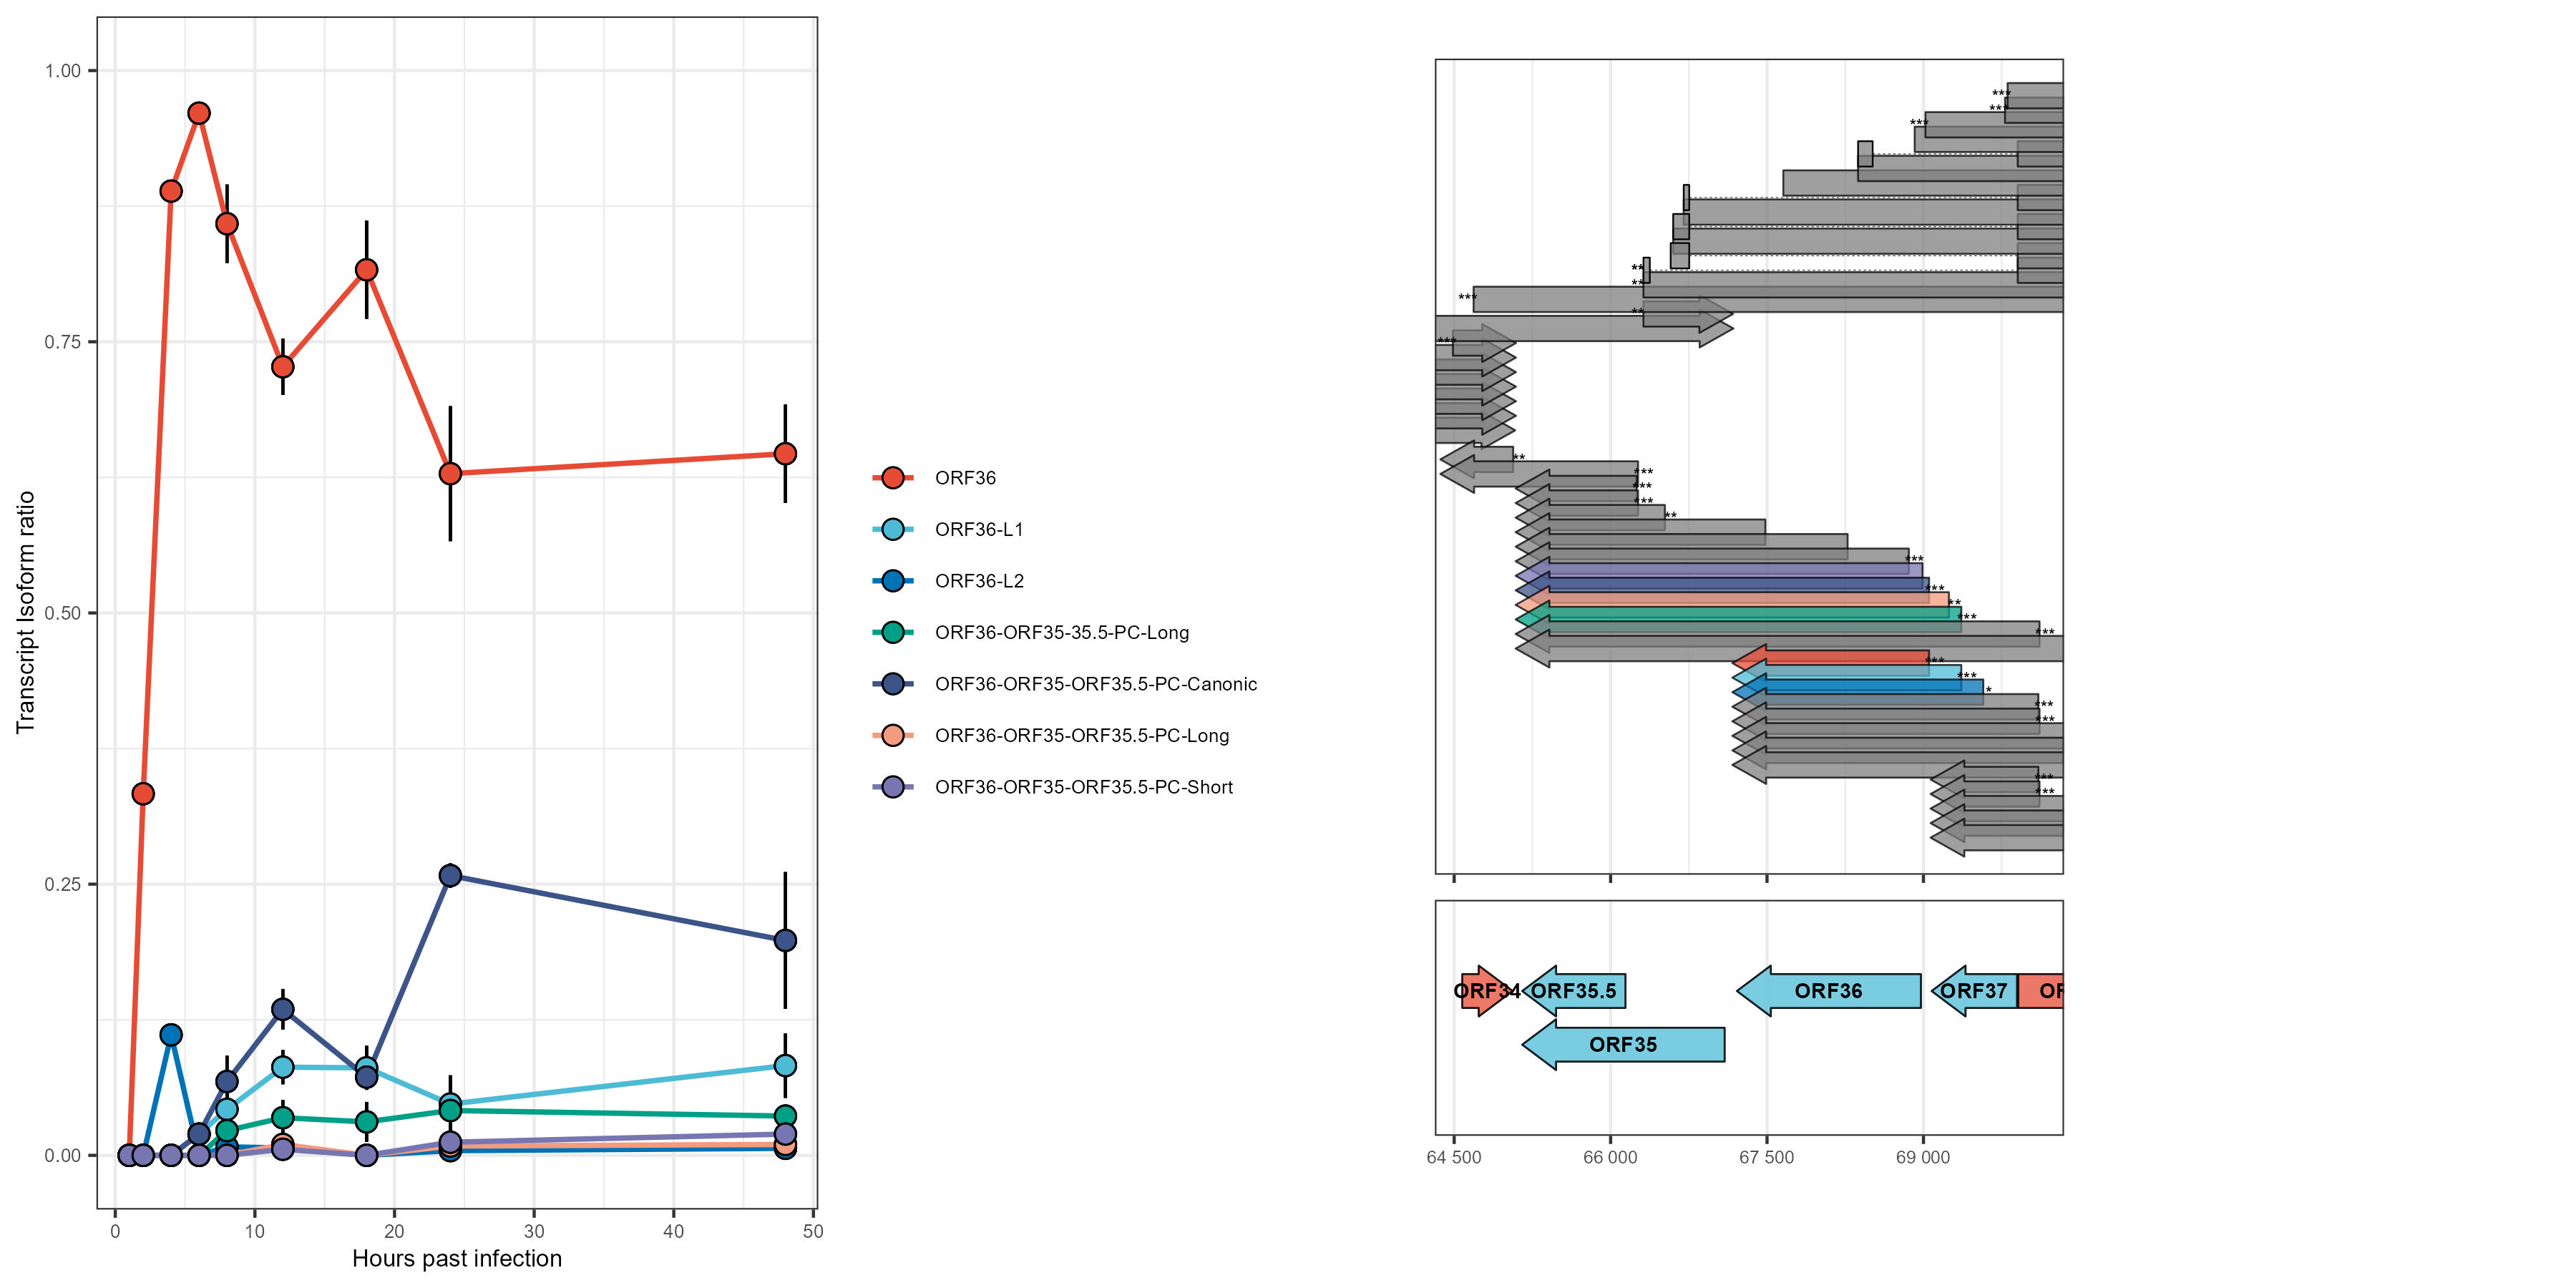 1.00
0.75
0.50
0.25
0.00
Transcript Isoform ratio
0 10 20 30 40 50
Hours past infection
ORF36
ORF36-L1
ORF36-L2
ORF36-ORF35-35.5-PC-Long
ORF36-ORF35-ORF35.5-PC-Canonic
ORF36-ORF35-ORF35.5-PC-Long
ORF36-ORF35-ORF35.5-PC-Short
***
***
***
**
**
***
**
***
**
***
***
***
**
***
***
**
***
***
***
***
*
***
***
***
***
ORF34 ORF35.5 ORF36 ORF37 OF
ORF35
64 500 66 000 67 500 69 000